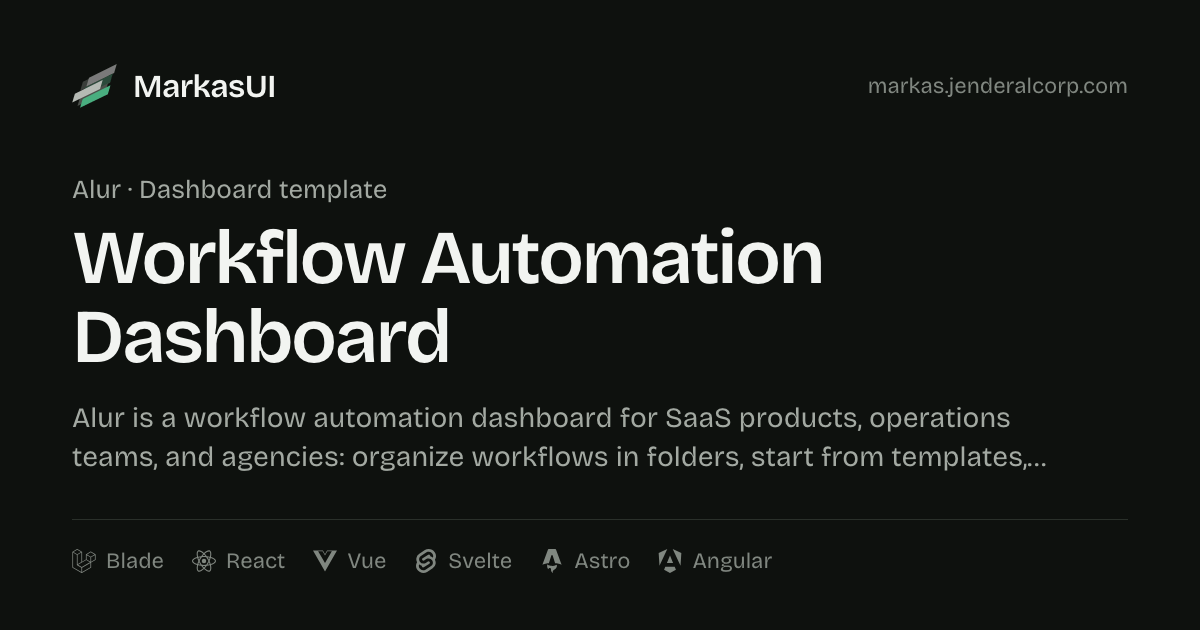 MarkasUI
markas.jenderalcorp.com
Alur · Dashboard template
Workflow Automation
Dashboard
Alur is a workflow automation dashboard for SaaS products, operations
teams, and agencies: organize workflows in folders, start from templates,...
Blade React Vue Svelte Astro Angular